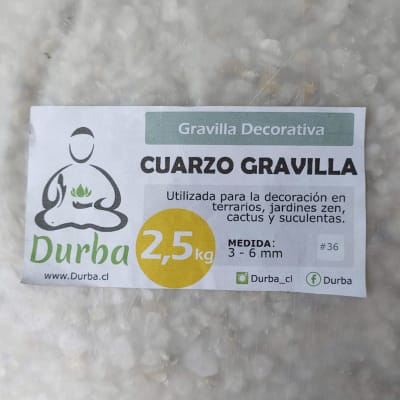 Gravilla Decorativa
CUARZO GRAVILLA
Utilizada para la decoración en
terrarios, jardines zen,
cactus y suculentas.
Durba
www.Durba.cl
2,5kg
MEDIDA:
3 - 6 mm
#36
Durba_cl
Durba